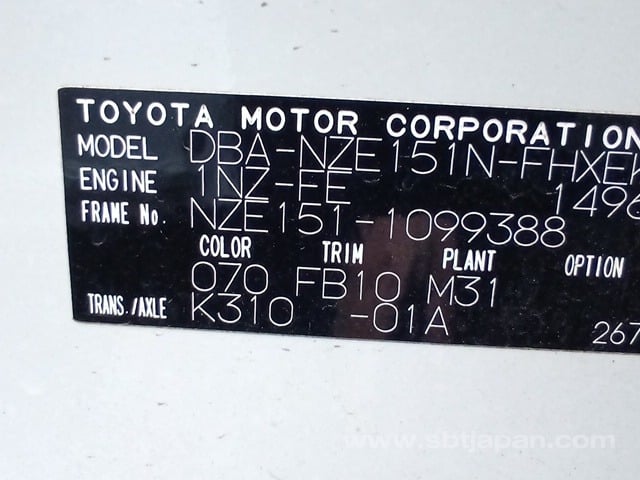 TOYOTA MOTOR CORPORATION
MODEL DBA-NZE151N-FHXEK
ENGINE 1NZ-FE 1496
FRAME No. NZE151-1099388
COLOR TRIM PLANT OPTION
070 FB10 M31
TRANS./AXLE K310 -01A
267
www.sbtjapan.com